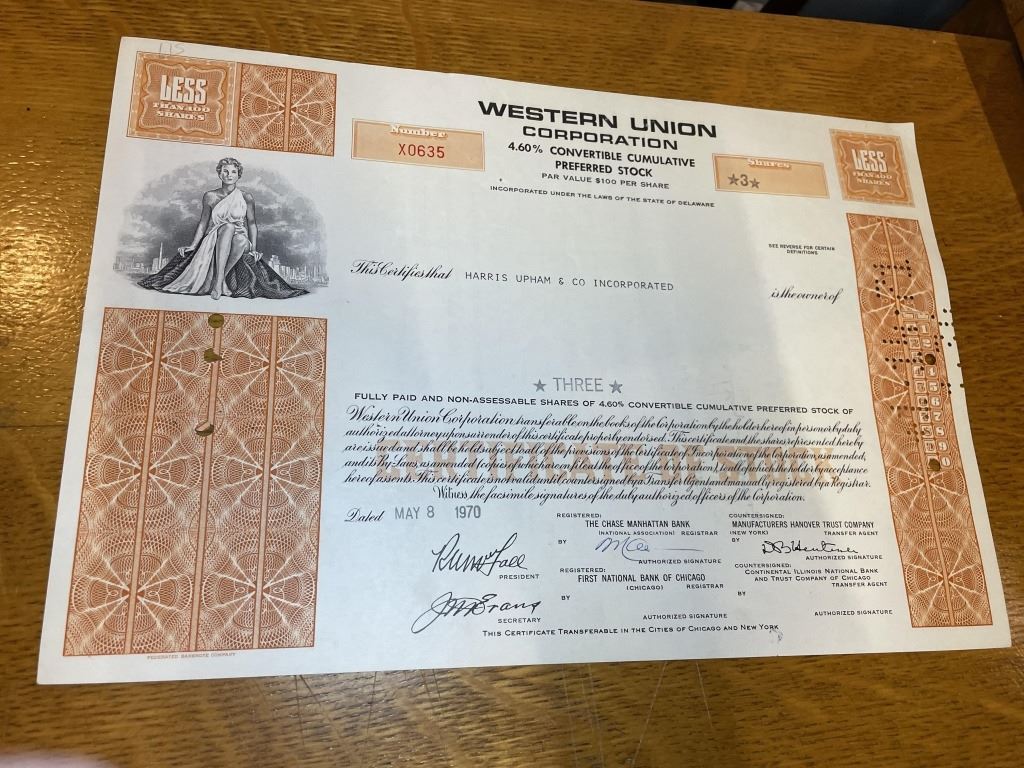 115
LESS
THAN 100
SHARES
Number
X0635
WESTERN UNION
CORPORATION
4.60% CONVERTIBLE CUMULATIVE
PREFERRED STOCK
PAR VALUE $100 PER SHARE
INCORPORATED UNDER THE LAWS OF THE STATE OF DELAWARE
Shares
★3★
LESS
THAN 100
SHARES
SEE REVERSE FOR CERTAIN
DEFINITIONS
This Certifies that HARRIS UPHAM & CO INCORPORATED
is the owner of
★ THREE ★
FULLY PAID AND NON-ASSESSABLE SHARES OF 4.60% CONVERTIBLE CUMULATIVE PREFERRED STOCK OF
Western Union Corporation transferable on the books of the Corporation by the holder hereof in person or by duly
authorized attorney upon surrender of this certificate properly endorsed. This certificate and the shares represented hereby
are issued and shall be held subject to all of the provisions of the Certificate of Incorporation, as amended,
and its By-Laws, as amended (copies of which are on file at the office of the Corporation), to all of which the holder by acceptance
hereof assents. This certificate is not valid until countersigned by a Transfer Agent and manually registered by a Registrar.
Witness the facsimile signatures of the duly authorized officers of the Corporation.
Dated MAY 8 1970
PRESIDENT
SECRETARY
REGISTERED:
THE CHASE MANHATTAN BANK
(NATIONAL ASSOCIATION) REGISTRAR
BY
AUTHORIZED SIGNATURE
REGISTERED:
FIRST NATIONAL BANK OF CHICAGO
(CHICAGO) REGISTRAR
BY
AUTHORIZED SIGNATURE
COUNTERSIGNED:
MANUFACTURERS HANOVER TRUST COMPANY
(NEW YORK) TRANSFER AGENT
BY
AUTHORIZED SIGNATURE
COUNTERSIGNED:
CONTINENTAL ILLINOIS NATIONAL BANK
AND TRUST COMPANY OF CHICAGO
TRANSFER AGENT
BY
AUTHORIZED SIGNATURE
THIS CERTIFICATE TRANSFERABLE IN THE CITIES OF CHICAGO AND NEW YORK
FEDERATED BANKNOTE COMPANY